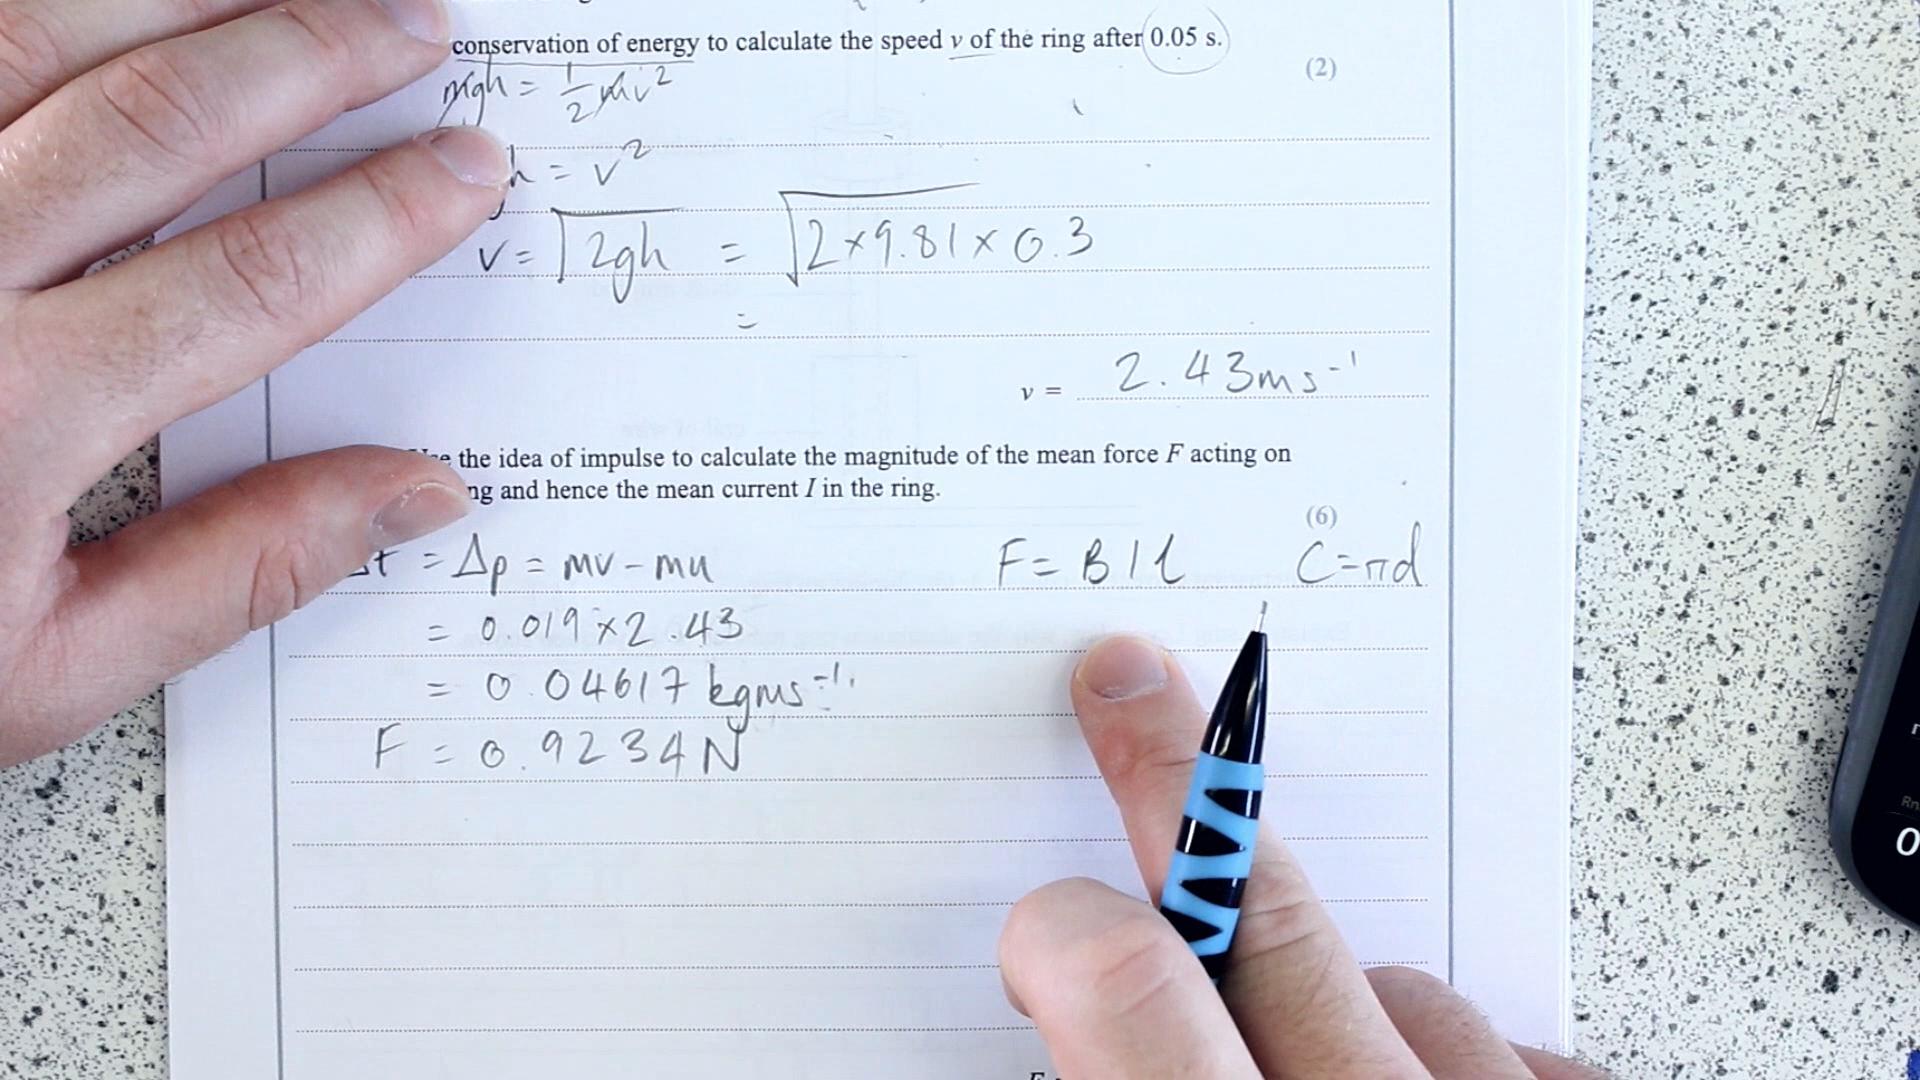 conservation of energy to calculate the speed v of the ring after 0.05 s.
(2)
mgh = 1/2 mv²
h = v²
v = √2gh = √2×9.81×0.3
=
v = 2.43ms⁻¹
the idea of impulse to calculate the magnitude of the mean force F acting on
and hence the mean current I in the ring.
(6)
t = Δp = mv - mu F = BIl C = πd
= 0.019×2.43
= 0.04617 kgms⁻¹
F = 0.9234N
0